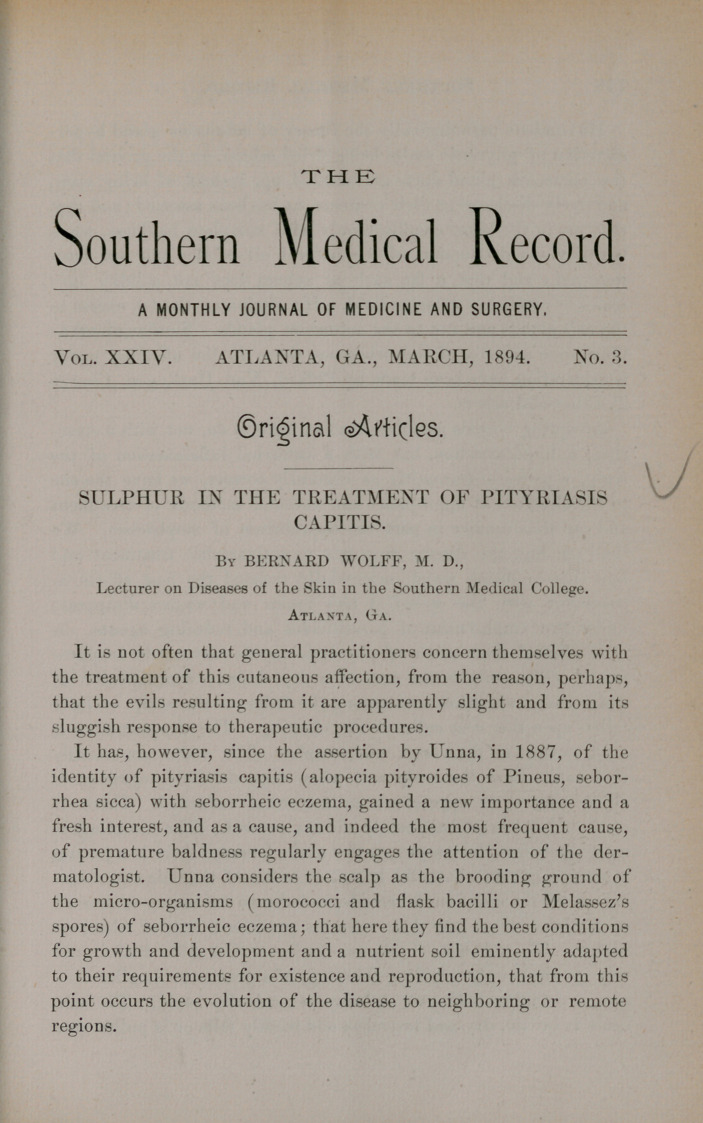 THE
Southern Medical Record.
A MONTHLY JOURNAL OF MEDICINE AND SURGERY.
VOL. XXIV. ATLANTA, GA., MARCH, 1894. No. 3.
Original Articles.
SULPHUR IN THE TREATMENT OF PITYRIASIS
CAPITIS.
BY BERNARD WOLFF, M. D.,
Lecturer on Diseases of the Skin in the Southern Medical College.
ATLANTA, GA.
It is not often that general practitioners concern themselves with
the treatment of this cutaneous affection, from the reason, perhaps,
that the evils resulting from it are apparently slight and from its
sluggish response to therapeutic procedures.
It has, however, since the assertion by Unna, in 1887, of the
identity of pityriasis capitis (alopecia pityroides of Pineus, sebor-
rhea sicca) with seborrheic eczema, gained a new importance and a
fresh interest, and as a cause, and indeed the most frequent cause,
of premature baldness regularly engages the attention of the der-
matologist. Unna considers the scalp as the brooding ground of
the micro-organisms (morococci and flask bacilli or Melassez's
spores) of seborrheic eczema; that here they find the best conditions
for growth and development and a nutrient soil eminently adapted
to their requirements for existence and reproduction, that from this
point occurs the evolution of the disease to neighboring or remote
regions.